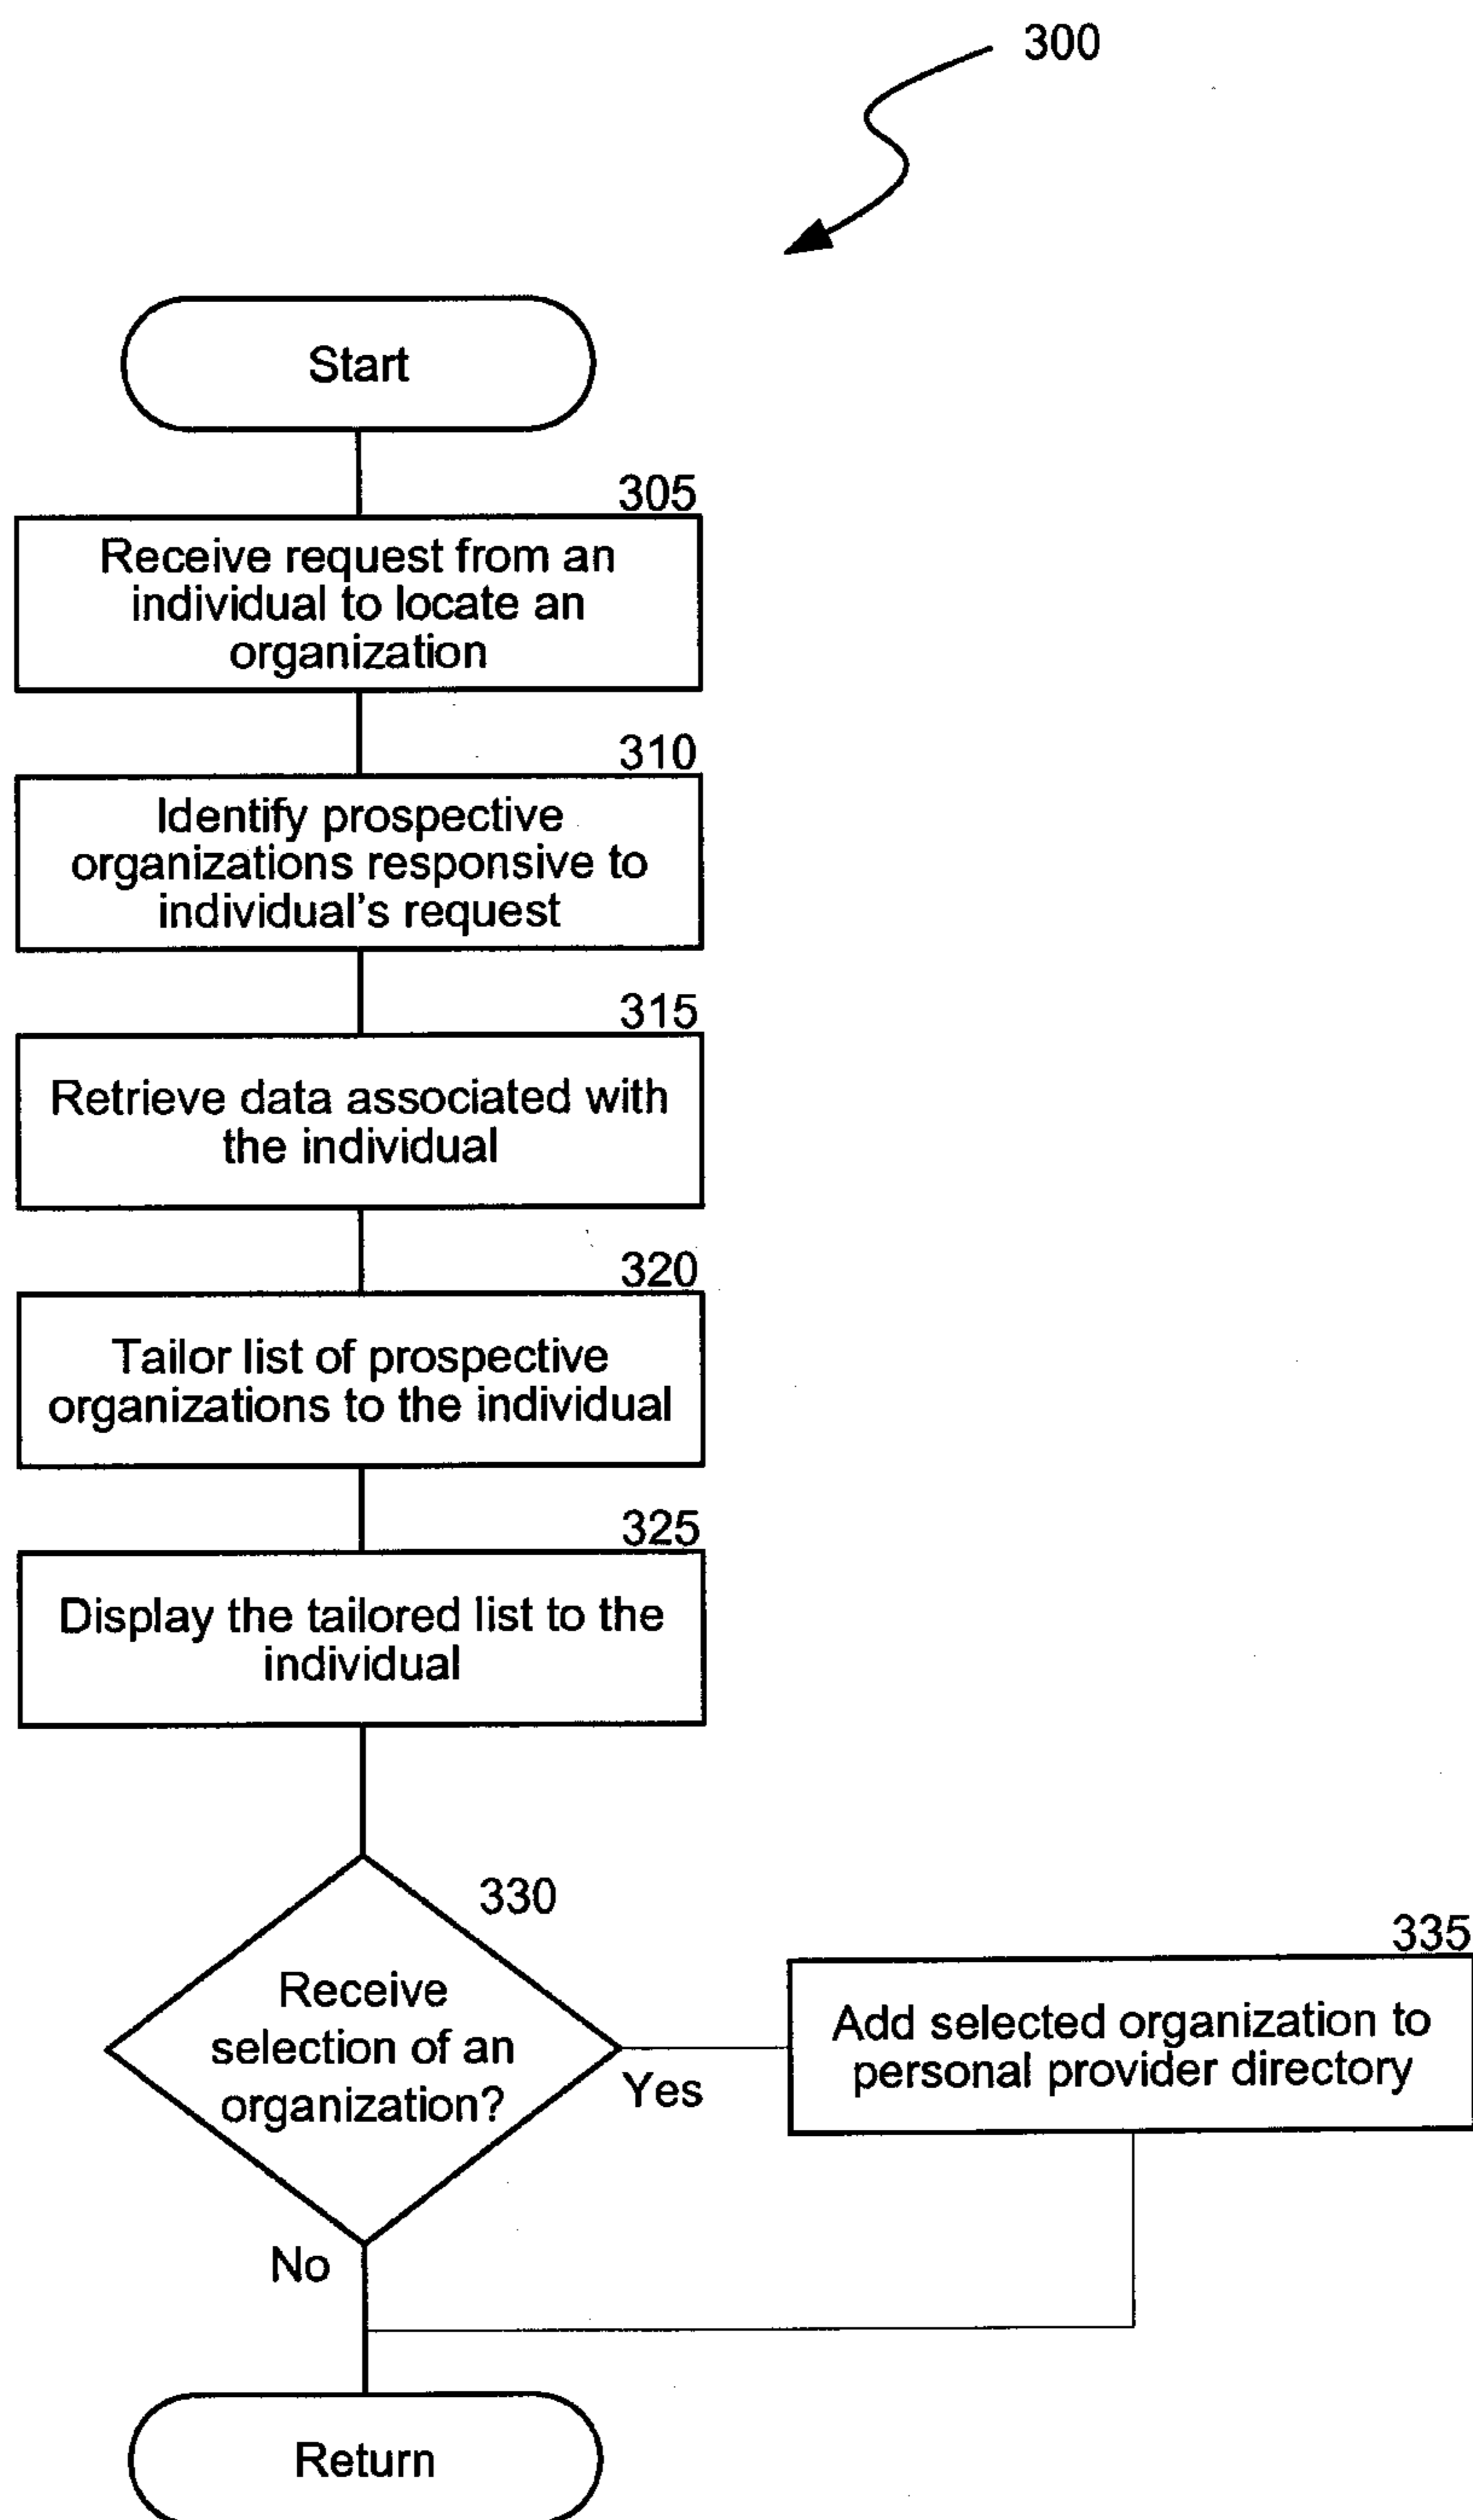 300
Start
305
Receive request from an
individual to locate an
organization
310
Identify prospective
organizations responsive to
individual's request
315
Retrieve data associated with
the individual
320
Tailor list of prospective
organizations to the individual
325
Display the tailored list to the
individual
330
Receive
selection of an
organization?
Yes
335
Add selected organization to
personal provider directory
No
Return